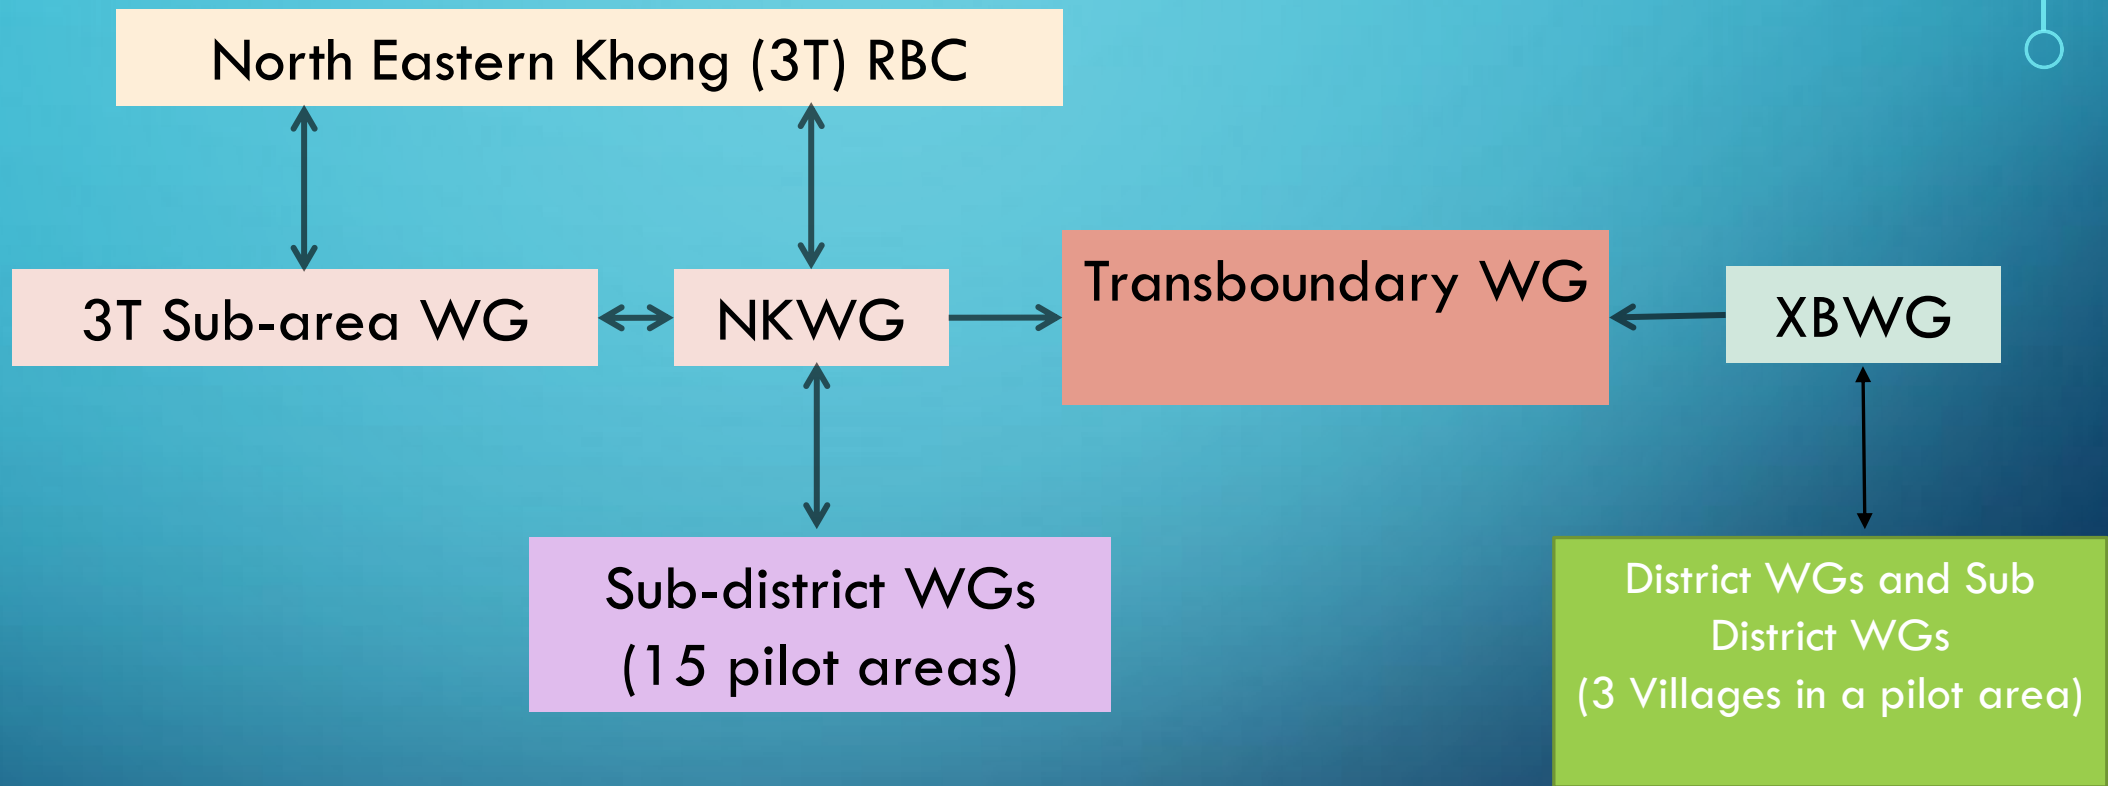 North Eastern Khong (3T) RBC
3T Sub-area WG
NKWG
Transboundary WG
XBWG
Sub-district WGs
(15 pilot areas)
District WGs and Sub
District WGs
(3 Villages in a pilot area)